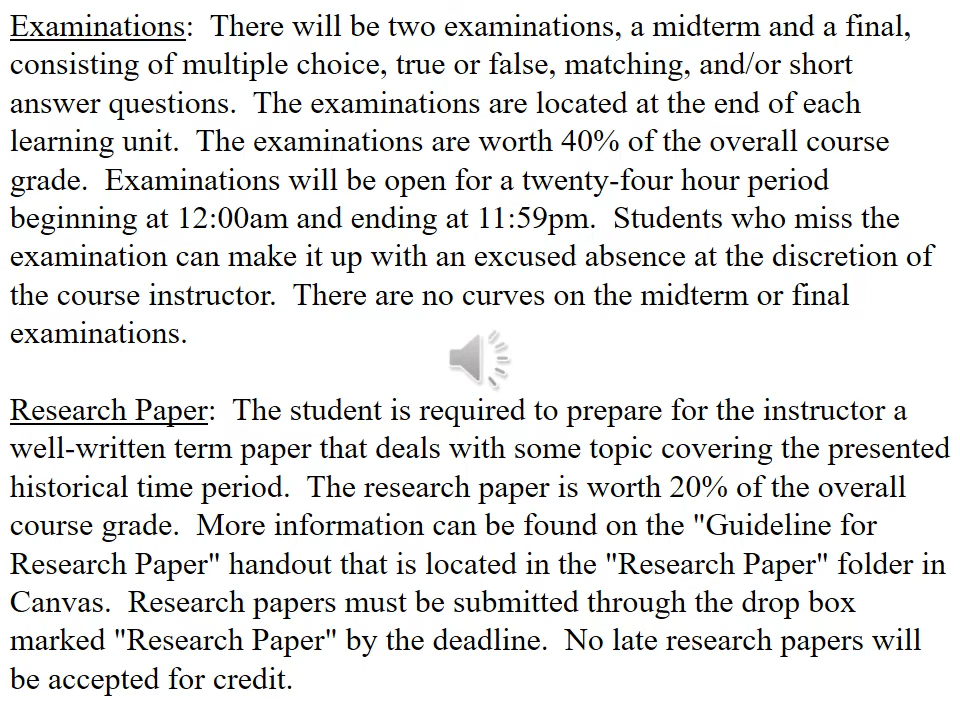 Examinations:  There will be two examinations, a midterm and a final,
consisting of multiple choice, true or false, matching, and/or short
answer questions.  The examinations are located at the end of each
learning unit.  The examinations are worth 40% of the overall course
grade.  Examinations will be open for a twenty-four hour period
beginning at 12:00am and ending at 11:59pm.  Students who miss the
examination can make it up with an excused absence at the discretion of
the course instructor.  There are no curves on the midterm or final
examinations.
Research Paper:  The student is required to prepare for the instructor a
well-written term paper that deals with some topic covering the presented
historical time period.  The research paper is worth 20% of the overall
course grade.  More information can be found on the "Guideline for
Research Paper" handout that is located in the "Research Paper" folder in
Canvas.  Research papers must be submitted through the drop box
marked "Research Paper" by the deadline.  No late research papers will
be accepted for credit.